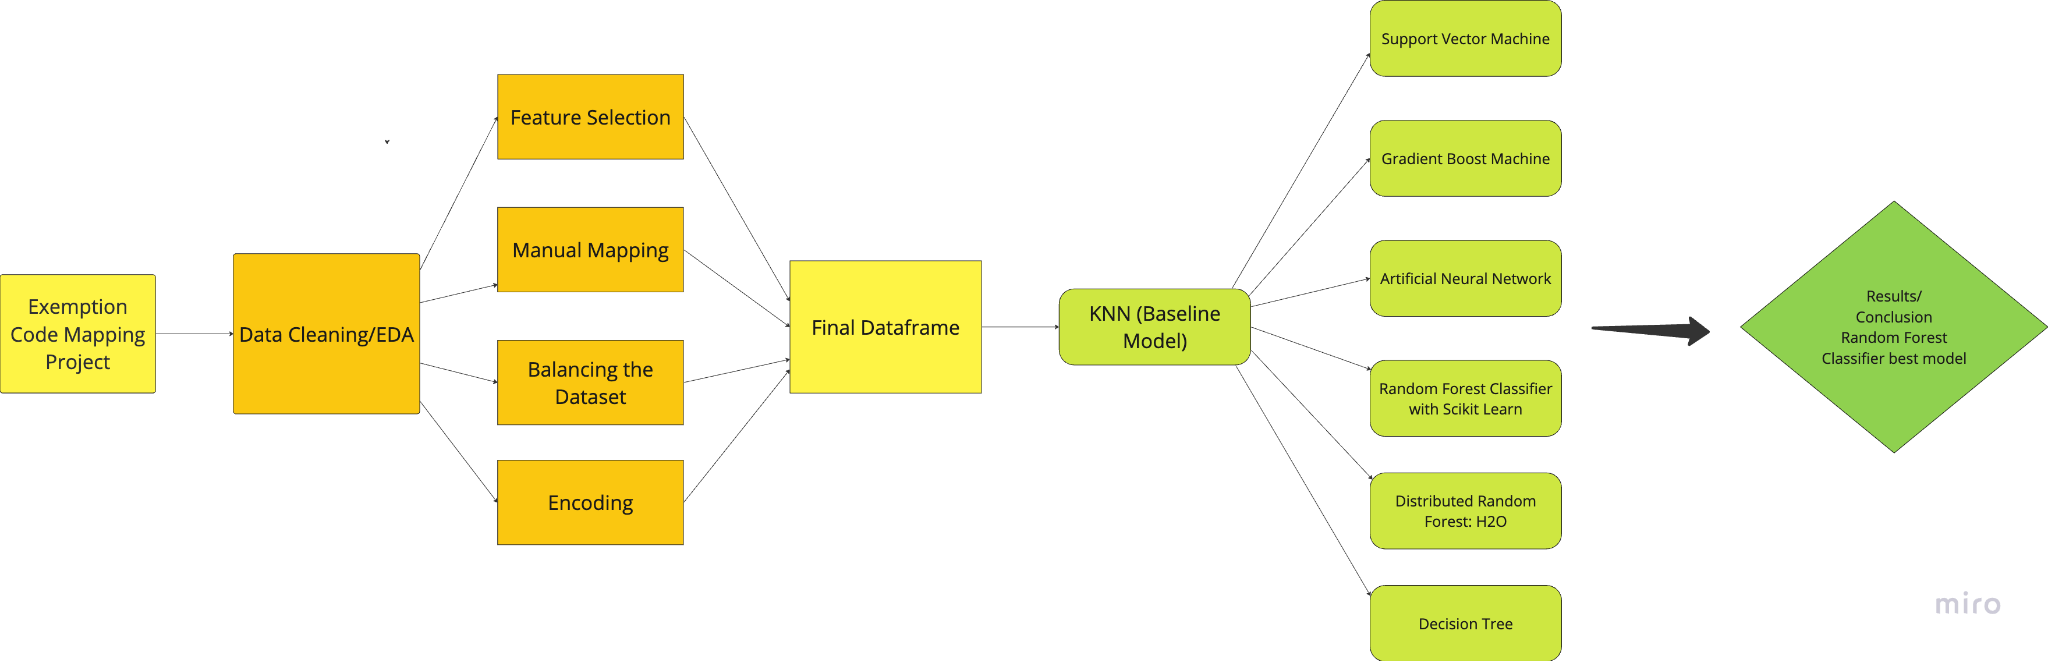 Exemption
Code Mapping
Project
Data Cleaning/EDA
Feature Selection
Manual Mapping
Balancing the
Dataset
Encoding
Final Dataframe
KNN (Baseline
Model)
Support Vector Machine
Gradient Boost Machine
Artificial Neural Network
Random Forest Classifier
with Scikit Learn
Distributed Random
Forest: H2O
Decision Tree
Results/
Conclusion
Random Forest
Classifier best model
miro